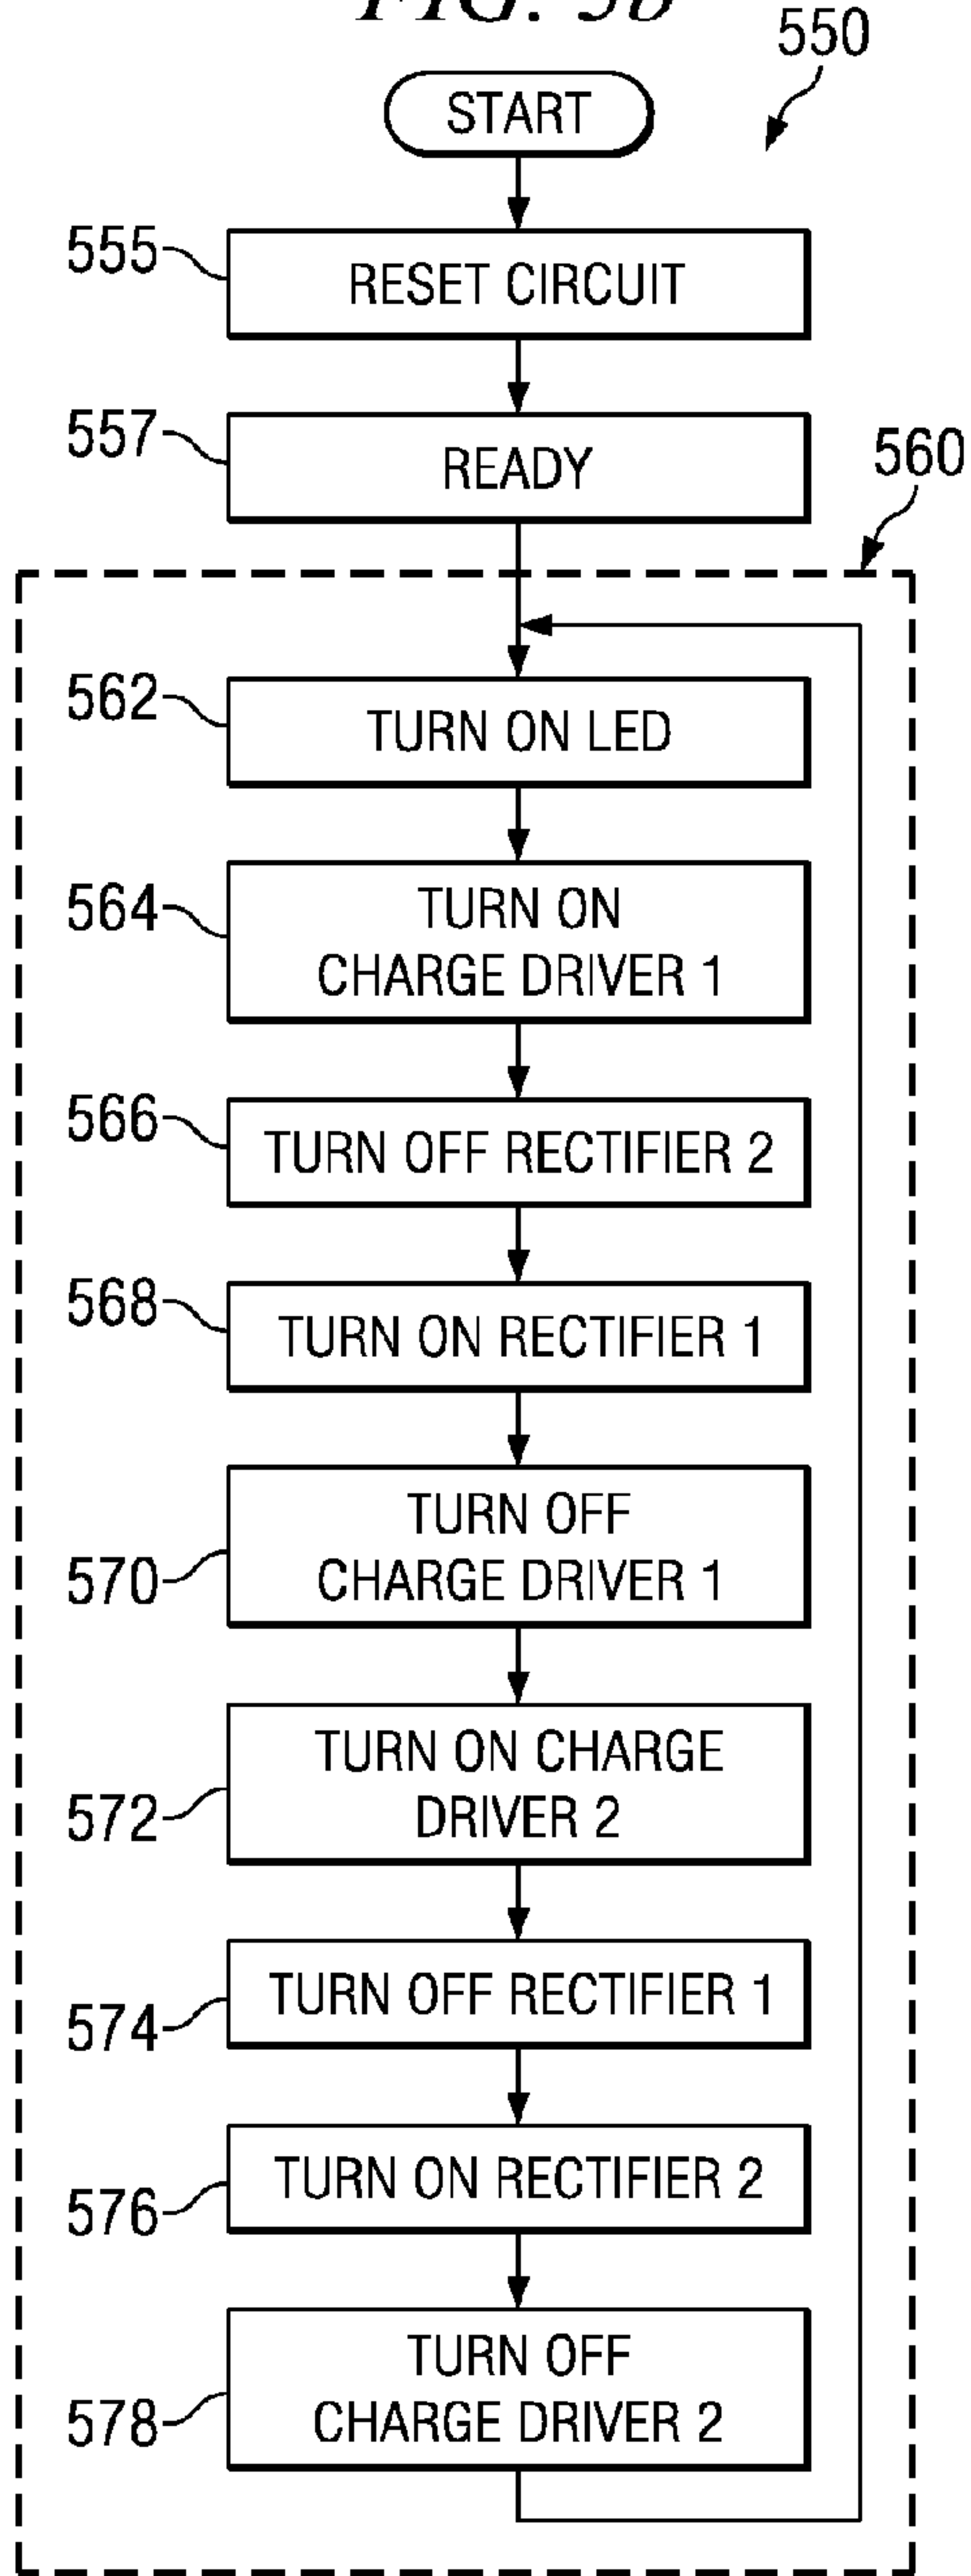 FIG. 5b
550
START
555
RESET CIRCUIT
557
READY
560
562
TURN ON LED
564
TURN ON
CHARGE DRIVER 1
566
TURN OFF RECTIFIER 2
568
TURN ON RECTIFIER 1
570
TURN OFF
CHARGE DRIVER 1
572
TURN ON CHARGE
DRIVER 2
574
TURN OFF RECTIFIER 1
576
TURN ON RECTIFIER 2
578
TURN OFF
CHARGE DRIVER 2